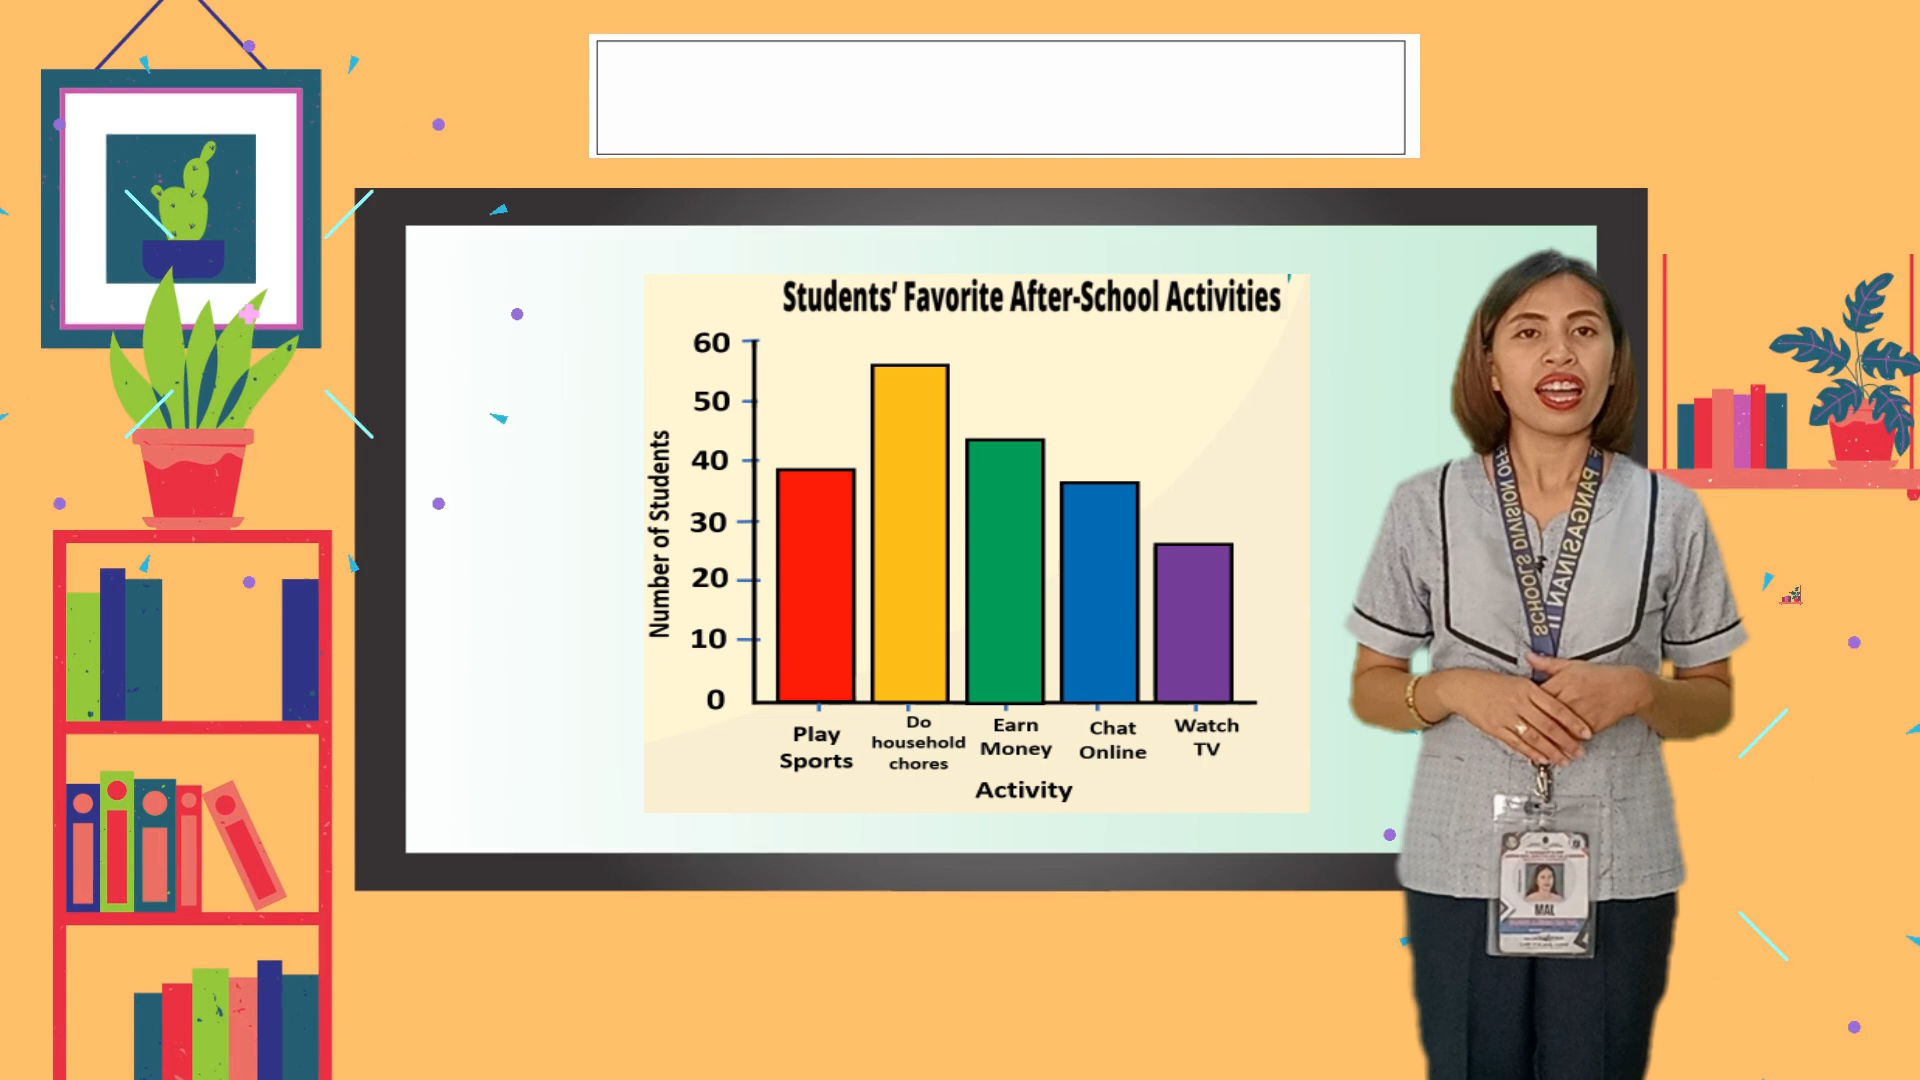 Students’ Favorite After-School Activities
60
50
40
30
20
10
0
Number of Students
Play
Sports
Do
household
chores
Earn
Money
Chat
Online
Watch
TV
Activity
SCHOOLS DIVISION OFF
PANGASINAN II
MAL